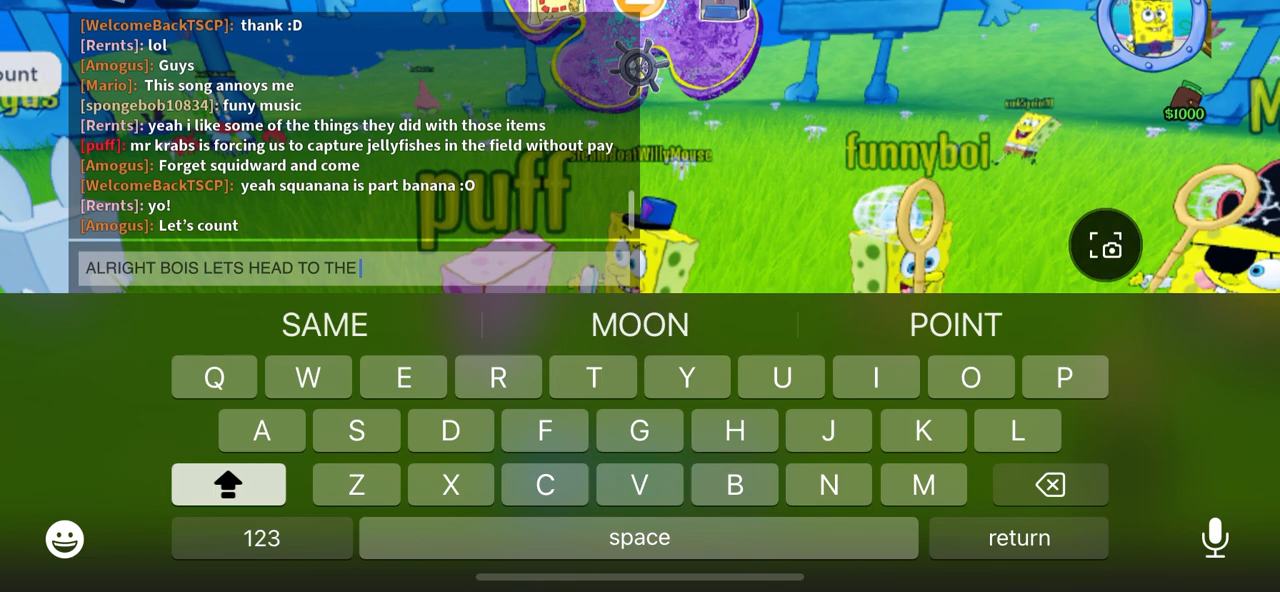 [WelcomeBackTSCP]: thank :D
[Rernts]: lol
ount
[Amogus]: Guys
[Mario]: This song annoys me
[spongebob10834]: funy music
$1000
[Rernts]: yeah i like some of the things they did with those items
[puff]: mr krabs is forcing us to capture jellyfishes in the field without pay
funnyboi
[Amogus]: Forget squidward and come
[WelcomeBackTSCP]: yeah squanana is part banana :O
puff
[Rernts]: yo!
[Amogus]: Let’s count
ALRIGHT BOIS LETS HEAD TO THE
SAME MOON POINT
Q W E R T Y U I O P
A S D F G H J K L
Z X C V B N M
123 space return